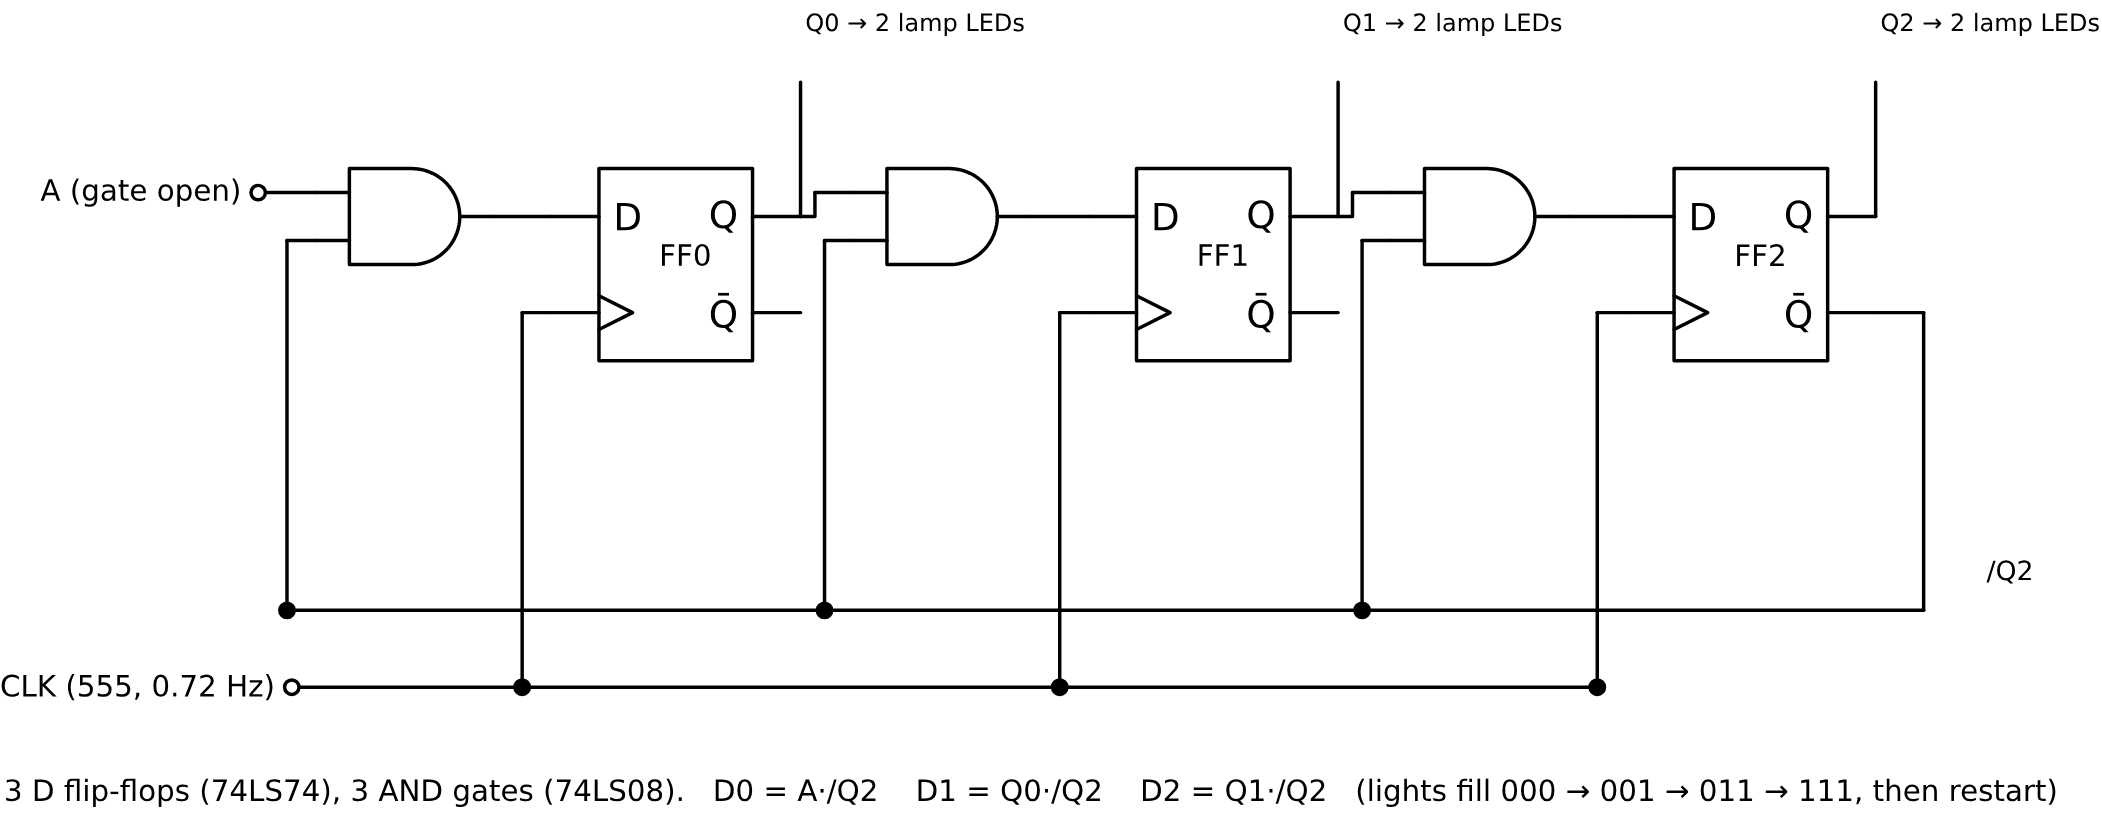 Q0 → 2 lamp LEDs
Q1 → 2 lamp LEDs
Q2 → 2 lamp LEDs
A (gate open)
D
Q
FF0
Q̄
D
Q
FF1
Q̄
D
Q
FF2
Q̄
/Q2
CLK (555, 0.72 Hz)
3 D flip-flops (74LS74), 3 AND gates (74LS08). D0 = A·/Q2 D1 = Q0·/Q2 D2 = Q1·/Q2 (lights fill 000 → 001 → 011 → 111, then restart)